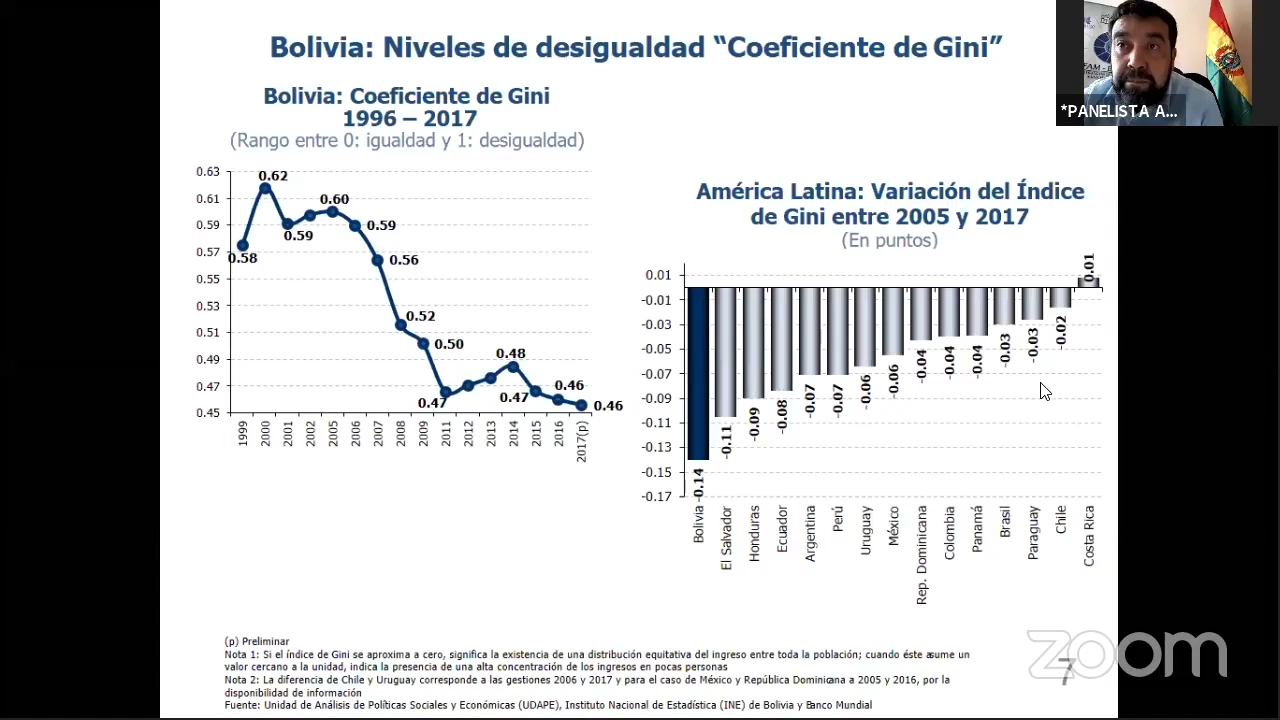 Bolivia: Niveles de desigualdad “Coeficiente de Gini”
*PANELISTA A...
Bolivia: Coeficiente de Gini
1996 – 2017
(Rango entre 0: igualdad y 1: desigualdad)
0.63
0.61
0.59
0.57
0.55
0.53
0.51
0.49
0.47
0.45
0.58
0.62
0.59
0.60
0.59
0.56
0.52
0.50
0.47
0.48
0.47
0.46
0.46
1999
2000
2001
2002
2005
2006
2007
2008
2009
2011
2012
2013
2014
2015
2016
2017(p)
América Latina: Variación del Índice
de Gini entre 2005 y 2017
(En puntos)
0.01
-0.01
-0.03
-0.05
-0.07
-0.09
-0.11
-0.13
-0.15
-0.17
-0.14
-0.11
-0.09
-0.08
-0.07
-0.07
-0.06
-0.06
-0.04
-0.04
-0.04
-0.03
-0.03
-0.02
0.01
Bolivia
El Salvador
Honduras
Ecuador
Argentina
Perú
Uruguay
México
Rep. Dominicana
Colombia
Panamá
Brasil
Paraguay
Chile
Costa Rica
(p) Preliminar
Nota 1: Si el índice de Gini se aproxima a cero, significa la existencia de una distribución equitativa del ingreso entre toda la población; cuando éste asume un
valor cercano a la unidad, indica la presencia de una alta concentración de los ingresos en pocas personas
Nota 2: La diferencia de Chile y Uruguay corresponde a las gestiones 2006 y 2017 y para el caso de México y República Dominicana a 2005 y 2016, por la
disponibilidad de información
Fuente: Unidad de Análisis de Políticas Sociales y Económicas (UDAPE), Instituto Nacional de Estadística (INE) de Bolivia y Banco Mundial
7
zoom